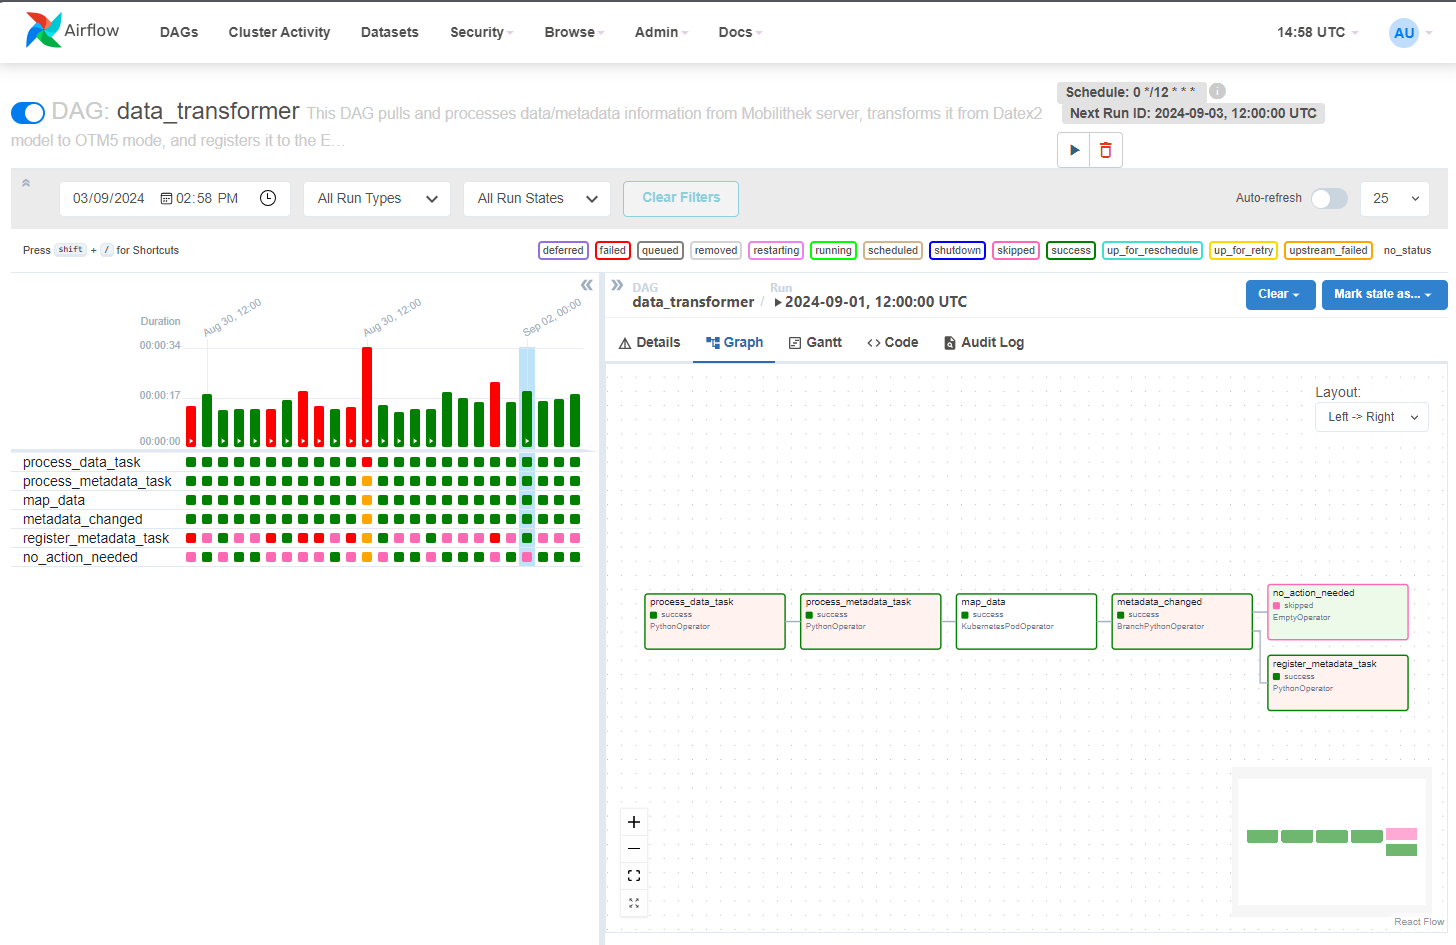 Airflow
DAGs Cluster Activity Datasets Security Browse Admin Docs
14:58 UTC AU
DAG: data_transformer This DAG pulls and processes data/metadata information from Mobilithek server, transforms it from Datex2
model to OTM5 mode, and registers it to the E…
Schedule: 0 */12 * * * i
Next Run ID: 2024-09-03, 12:00:00 UTC
03/09/2024 02:58 PM All Run Types All Run States Clear Filters Auto-refresh 25
Press shift + / for Shortcuts
deferred failed queued removed restarting running scheduled shutdown skipped success up_for_reschedule up_for_retry upstream_failed no_status
Duration
Aug 30, 12:00
Aug 30, 12:00
Sep 02, 00:00
00:00:34
00:00:17
00:00:00
process_data_task
process_metadata_task
map_data
metadata_changed
register_metadata_task
no_action_needed
DAG Run
data_transformer / 2024-09-01, 12:00:00 UTC
Clear Mark state as...
Details Graph Gantt Code Audit Log
Layout:
Left -> Right
process_data_task
success
PythonOperator
process_metadata_task
success
PythonOperator
map_data
success
KubernetesPodOperator
metadata_changed
success
BranchPythonOperator
no_action_needed
skipped
EmptyOperator
register_metadata_task
success
PythonOperator
React Flow